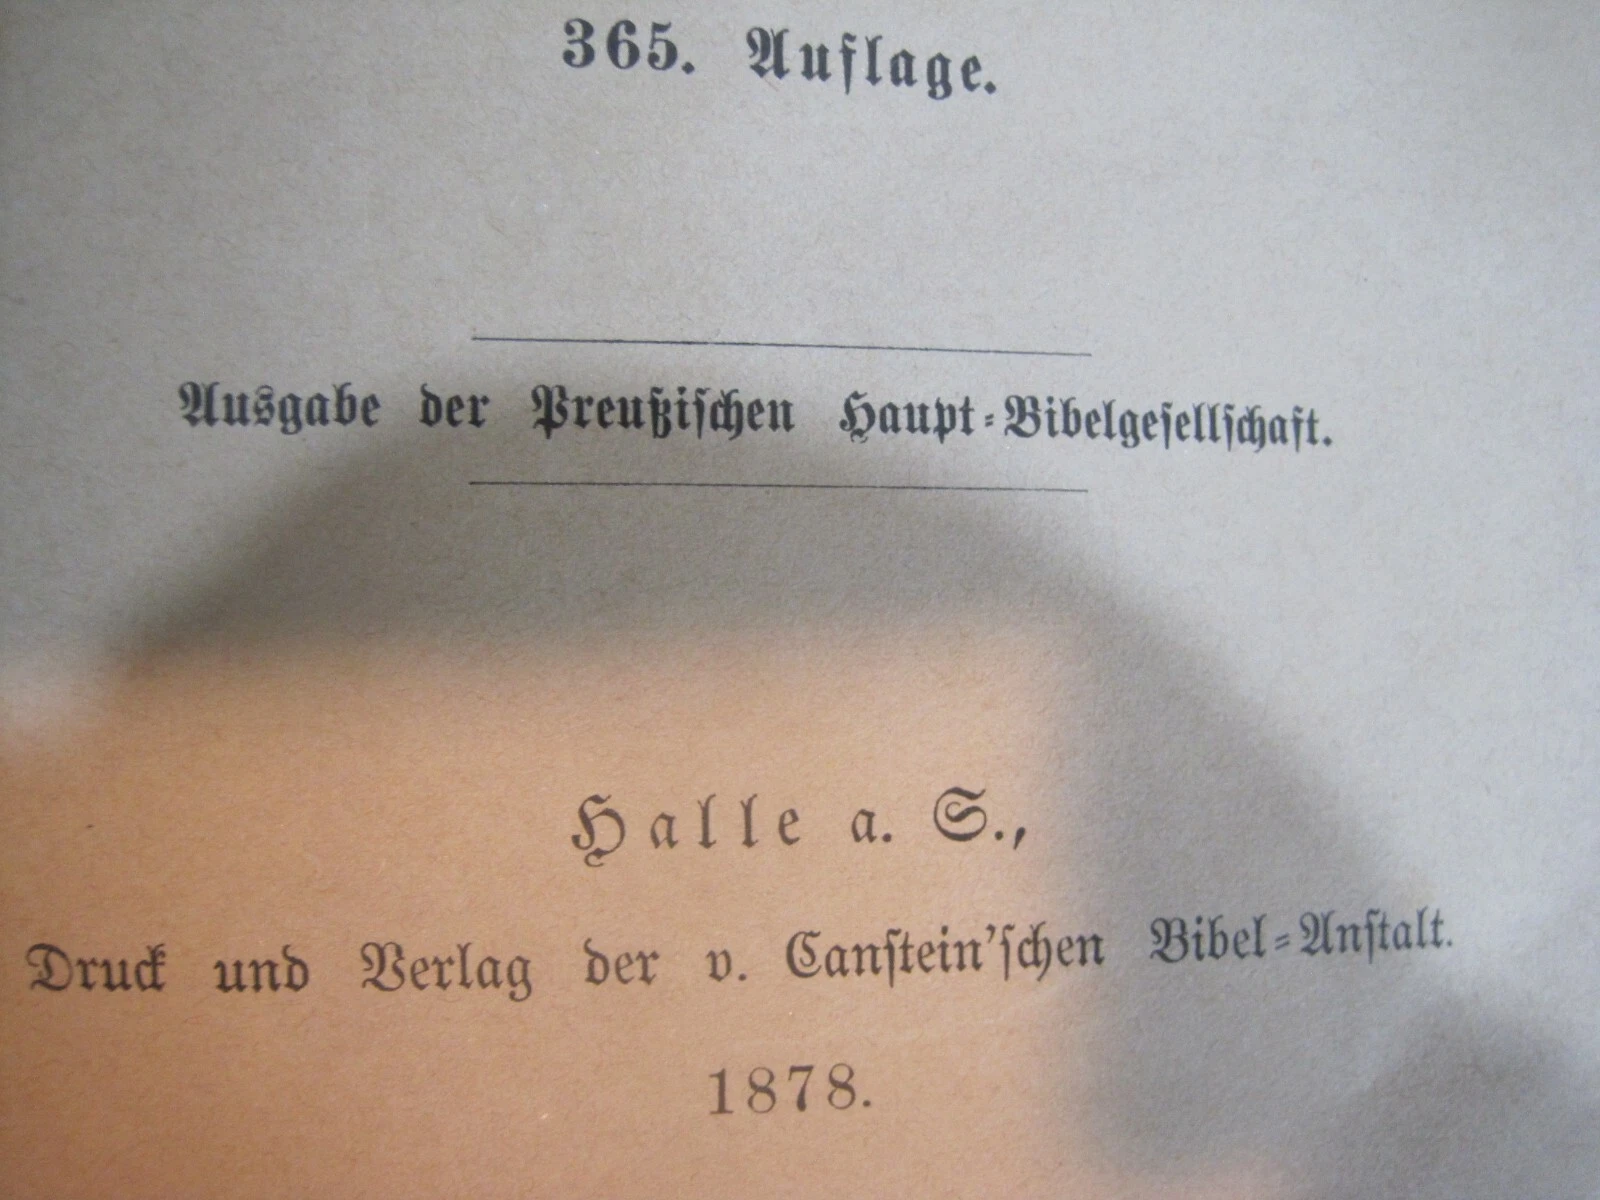 365. Auflage.
Ausgabe der Preußischen Haupt-Bibelgesellschaft.
Halle a. S.,
Druck und Verlag der v. Canstein'schen Bibel-Anstalt.
1878.